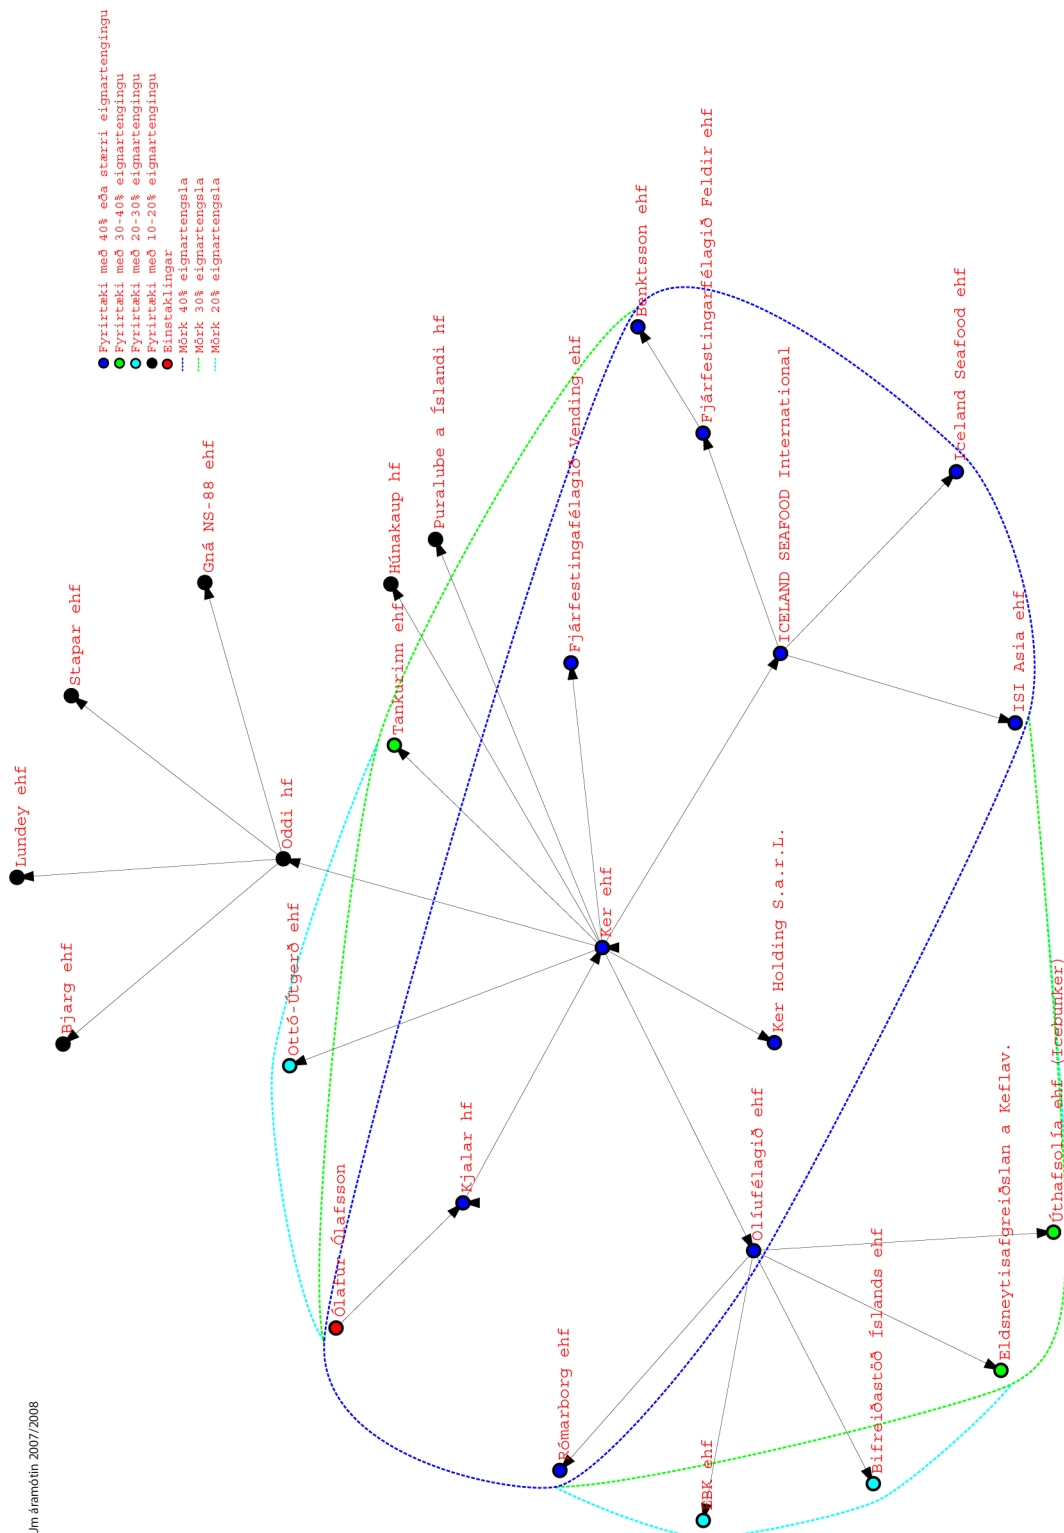 Fyrirtæki með 40% eða stærri eignartengingu
Fyrirtæki með 30-40% eignartengingu
Fyrirtæki með 20-30% eignartengingu
Fyrirtæki með 10-20% eignartengingu
Einstaklingar
Mörk 40% eignartengsla
Mörk 30% eignartengsla
Mörk 20% eignartengsla
Lundey ehf
Bjarg ehf
Stapar ehf
Gná NS-88 ehf
Oddi hf
Ottó-Útgerð ehf
Ólafur Ólafsson
Húnakaup hf
Tankurinn ehf
Puralube a Íslandi hf
Kjalar hf
Rómarborg ehf
Fjárfestingafélagið Vending ehf
Ker ehf
Benktsson ehf
Fjárfestingarfélagið Feldir ehf
SBK ehf
Olíufélagið ehf
Ker Holding S.a.r.L.
ICELAND SEAFOOD International
Bifreiðastöð Íslands ehf
Iceland Seafood ehf
Eldsneytisafgreiðslan a Keflav.
ISI Asia ehf
Úthafsolía ehf (Icebunker)
Um áramótin 2007/2008